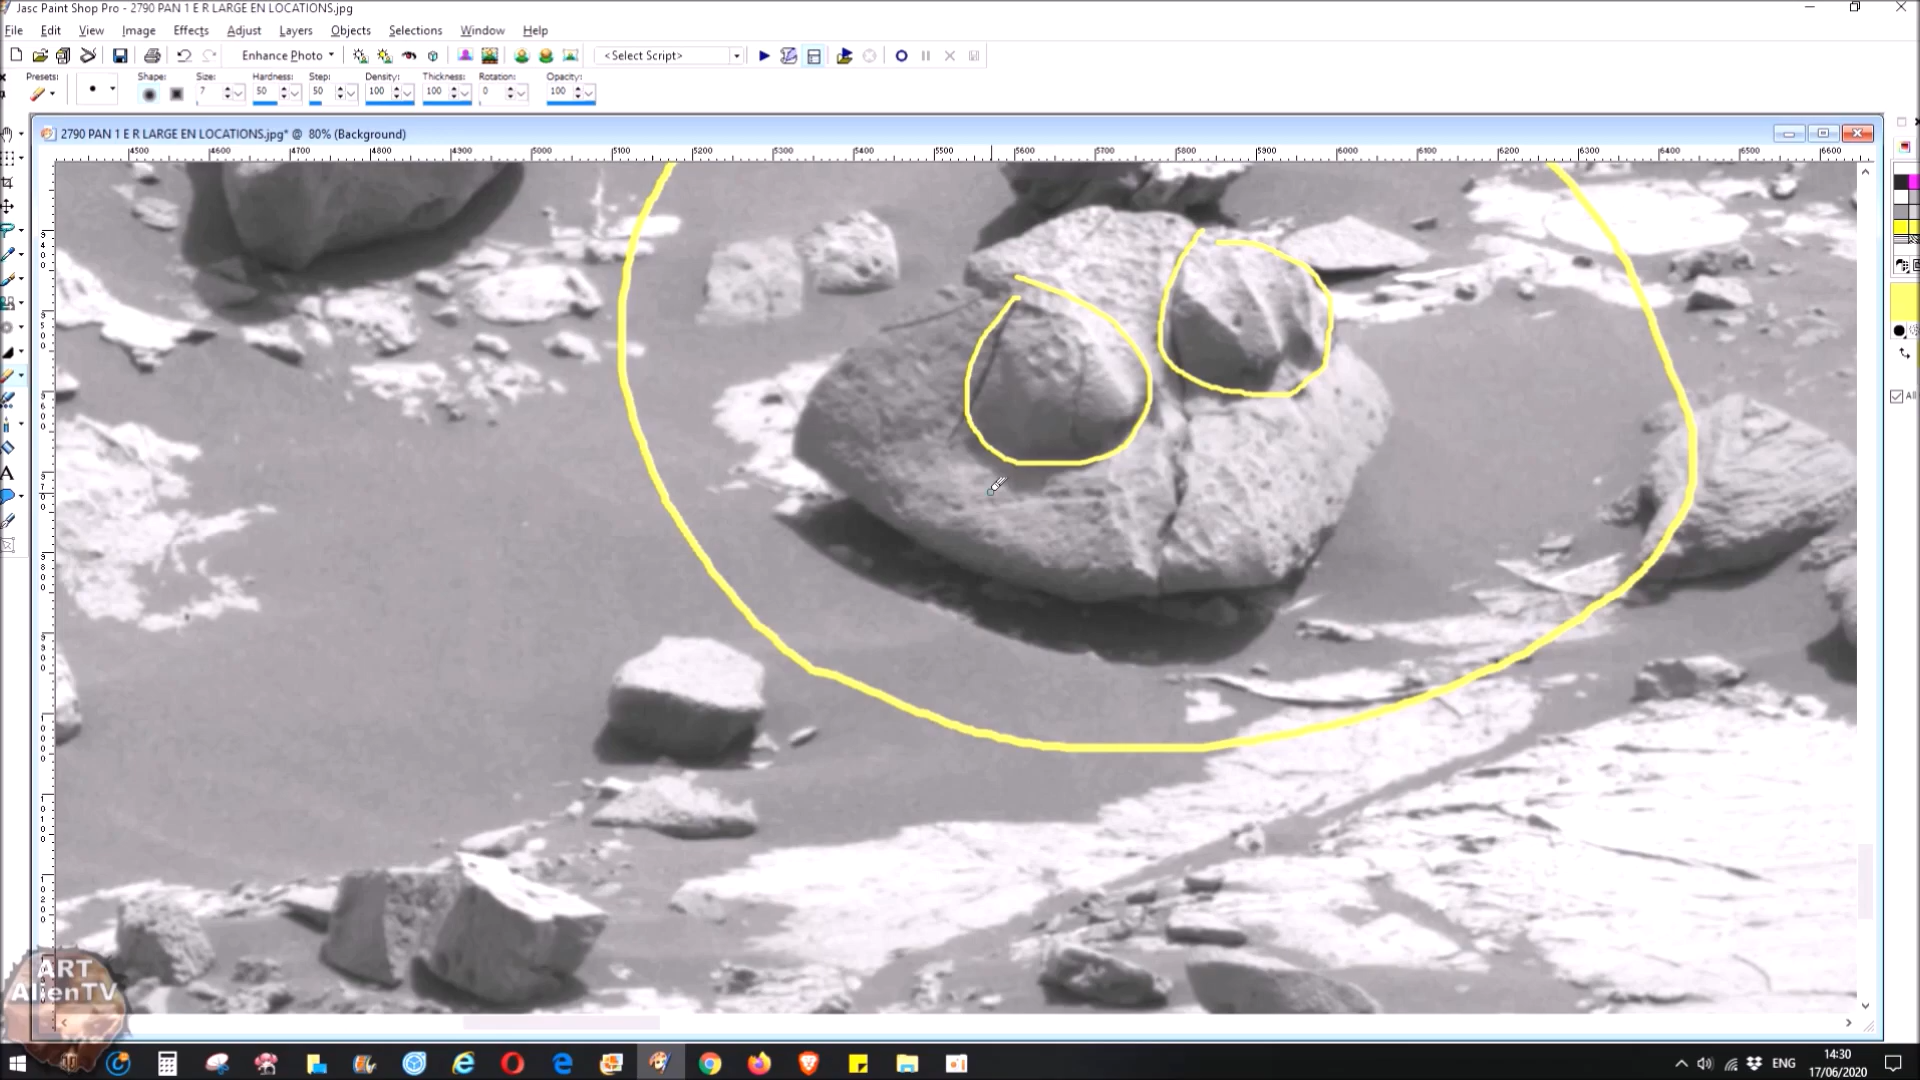 Jasc Paint Shop Pro - 2790 PAN 1 E R LARGE EN LOCATIONS.jpg
File Edit View Image Effects Adjust Layers Objects Selections Window Help
Enhance Photo <Select Script>
Presets: Shape: Size: Hardness: Step: Density: Thickness: Rotation: Opacity:
7 50 50 100 100 0 100
2790 PAN 1 E R LARGE EN LOCATIONS.jpg* @ 80% (Background)
4500 4600 4700 4800 4300 5000 5100 5200 5300 5400 5500 5600 5700 5800 5900 6000 6100 6200 6300 6400 6500 6600
All
A
ART
AlienTV
ENG
14:30
17/06/2020